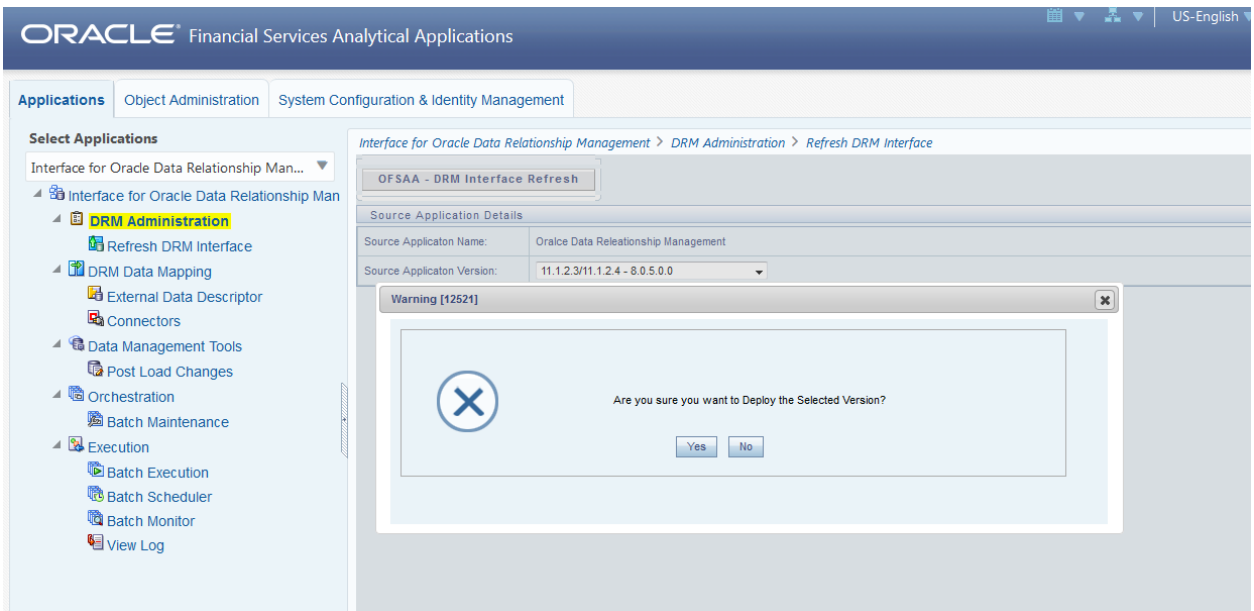 ORACLE® Financial Services Analytical Applications
US-English
Applications
Object Administration
System Configuration & Identity Management
Select Applications
Interface for Oracle Data Relationship Man...
Interface for Oracle Data Relationship Man
DRM Administration
Refresh DRM Interface
DRM Data Mapping
External Data Descriptor
Connectors
Data Management Tools
Post Load Changes
Orchestration
Batch Maintenance
Execution
Batch Execution
Batch Scheduler
Batch Monitor
View Log
Interface for Oracle Data Relationship Management > DRM Administration > Refresh DRM Interface
OFSAA - DRM Interface Refresh
Source Application Details
Source Applicaton Name: Oralce Data Releationship Management
Source Applicaton Version: 11.1.2.3/11.1.2.4 - 8.0.5.0.0
Warning [12521]
Are you sure you want to Deploy the Selected Version?
Yes No